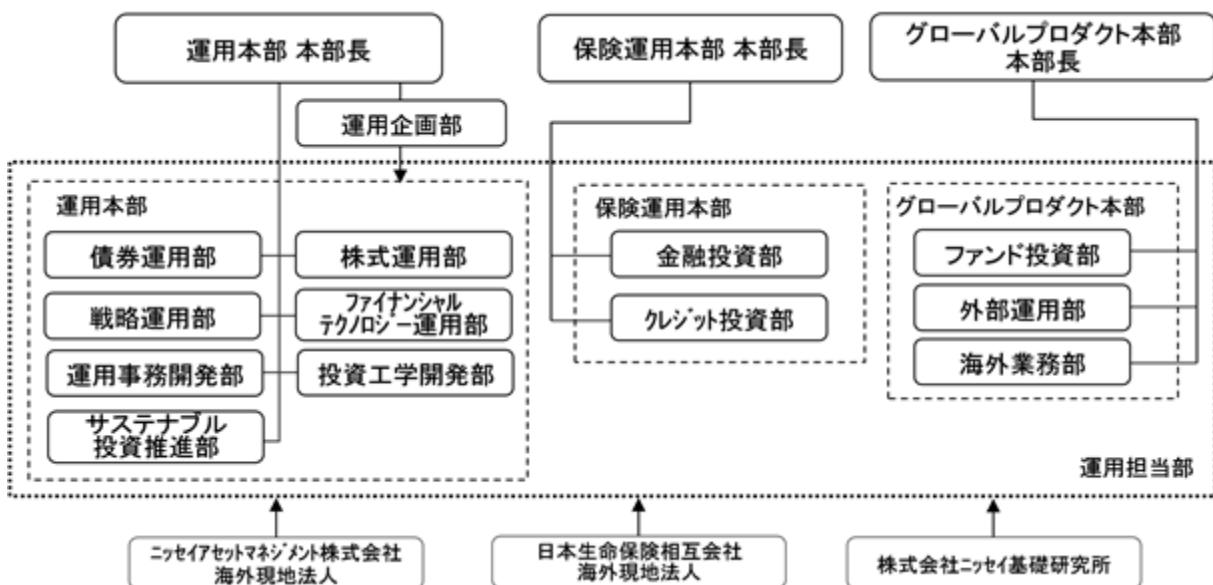 運用本部 本部長
保険運用本部 本部長
グローバルプロダクト本部
本部長
運用企画部
運用本部
債券運用部
株式運用部
戦略運用部
ファイナンシャル
テクノロジー運用部
運用事務開発部
投資工学開発部
サステナブル
投資推進部
保険運用本部
金融投資部
クレジット投資部
グローバルプロダクト本部
ファンド投資部
外部運用部
海外業務部
運用担当部
ニッセイアセットマネジメント株式会社
海外現地法人
日本生命保険相互会社
海外現地法人
株式会社ニッセイ基礎研究所